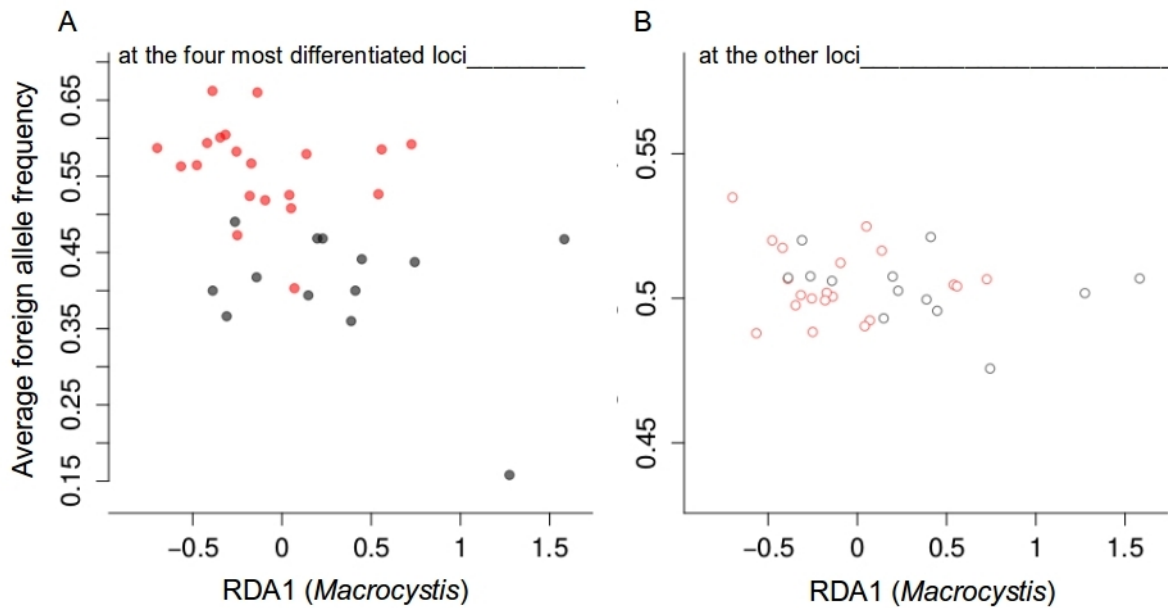 A
B
at the four most differentiated loci
at the other loci
Average foreign allele frequency
0.65
0.55
0.45
0.35
0.25
0.15
−0.5 0 0.5 1 1.5
RDA1 (Macrocystis)
0.55
0.5
0.45
−0.5 0 0.5 1 1.5
RDA1 (Macrocystis)